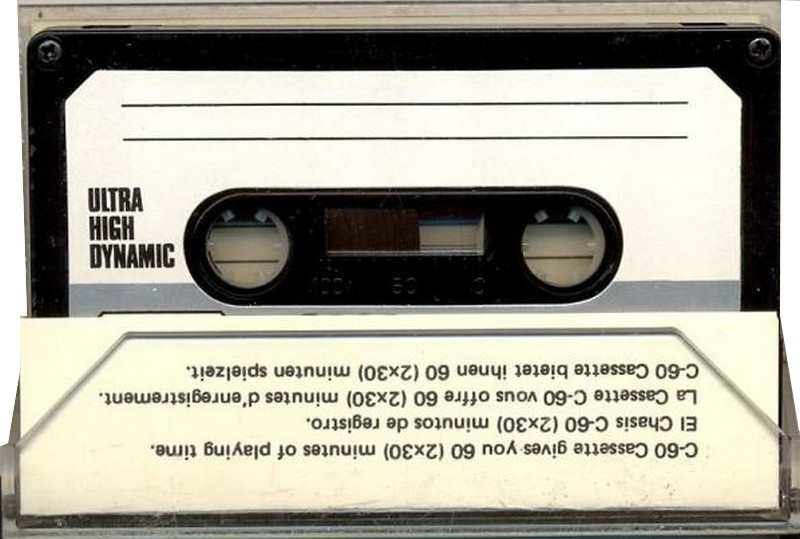 ULTRA
HIGH
DYNAMIC
100 50 0
C-60 Cassette gives you 60 (2x30) minutes of playing time.
El Chasis C-60 (2x30) minutos de registro.
La Cassette C-60 vous offre 60 (2x30) minutes d'enregistrement.
C-60 Cassette bietet ihnen 60 (2x30) minuten spielzeit.